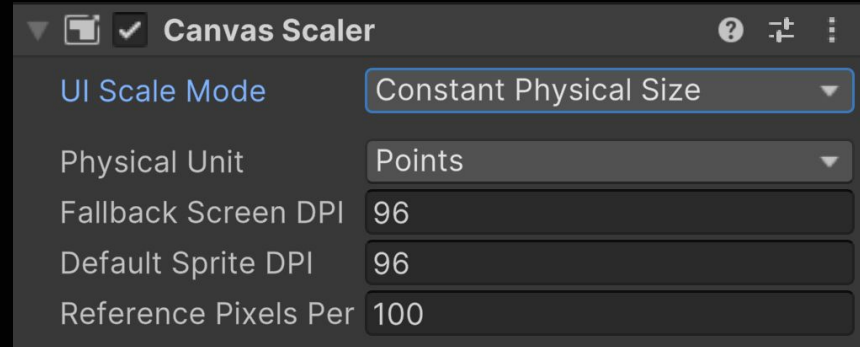 Canvas Scaler
UI Scale Mode Constant Physical Size
Physical Unit Points
Fallback Screen DPI 96
Default Sprite DPI 96
Reference Pixels Per 100